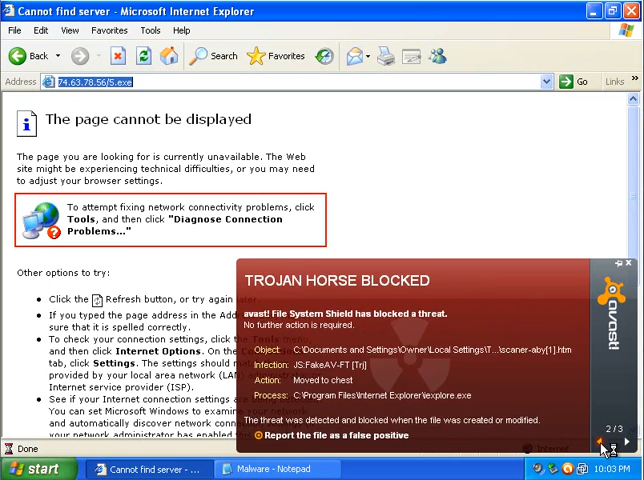 Cannot find server - Microsoft Internet Explorer
File Edit View Favorites Tools Help
Back Search Favorites
Address 74.63.78.56/5.exe Go Links »
The page cannot be displayed
The page you are looking for is currently unavailable. The Web
site might be experiencing technical difficulties, or you may need
to adjust your browser settings.
To attempt fixing network connectivity problems, click
Tools, and then click "Diagnose Connection
Problems..."
Other options to try:
Click the Refresh button, or try again later.
If you typed the page address in the Add
sure that it is spelled correctly.
To check your connection settings, click the Tools menu,
and then click Internet Options. On the Connections
tab, click Settings. The settings should match
provided by your local area network (LAN)
Internet service provider (ISP).
See if your Internet connection settings are
You can set Microsoft Windows to examine your network
and automatically discover network
your network administrator has enabled
TROJAN HORSE BLOCKED
avast! File System Shield has blocked a threat.
No further action is required.
Object: C:\Documents and Settings\Owner\Local Settings\T...\scaner-aby[1].htm
Infection: JS:FakeAV-FT [Trj]
Action: Moved to chest
Process: C:\Program Files\Internet Explorer\iexplore.exe
The threat was detected and blocked when the file was created or modified.
Report the file as a false positive
2 / 3
avast!
Done Internet
start Cannot find server - ... Malware - Notepad 10:03 PM